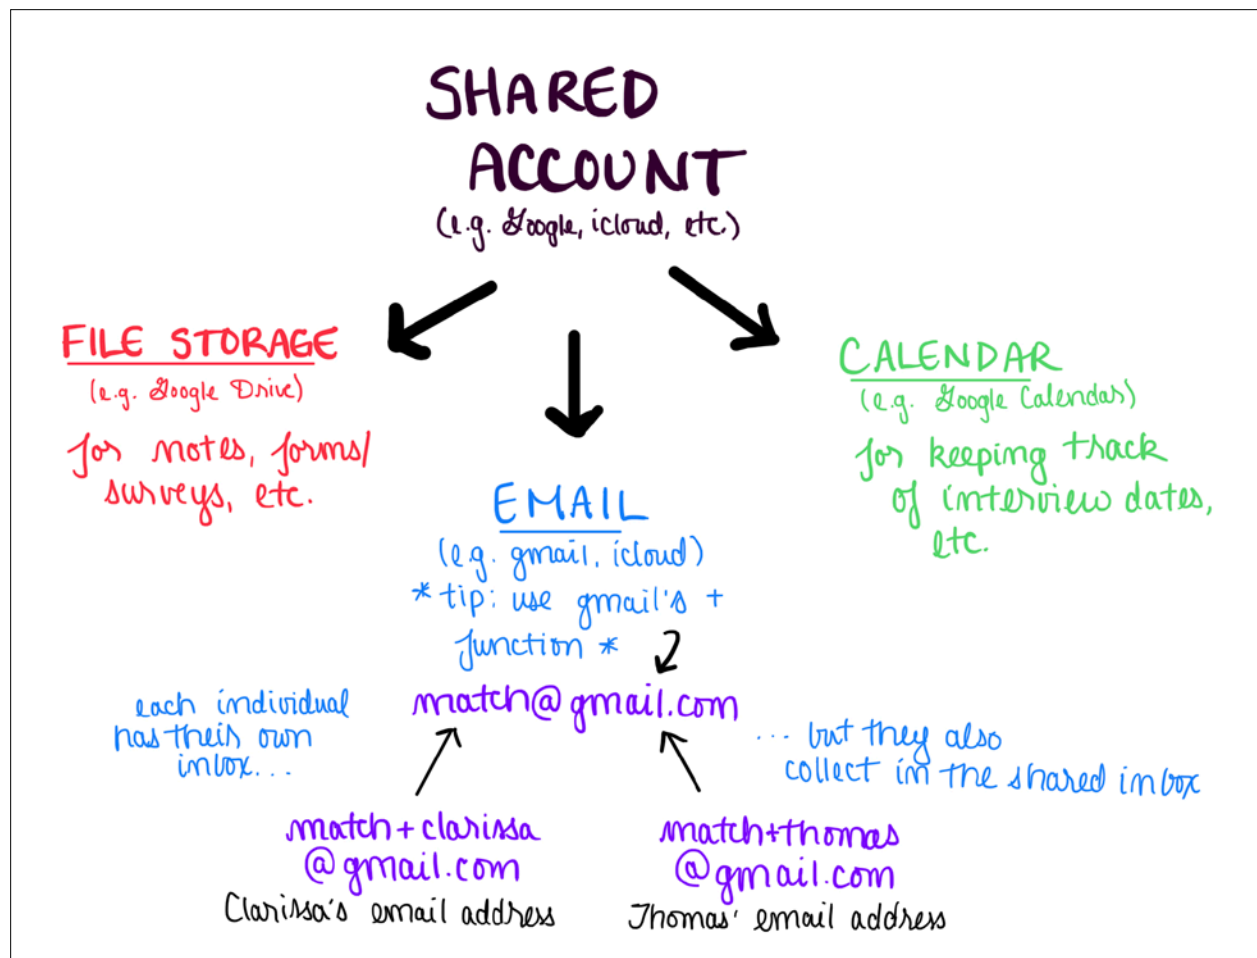 SHARED
ACCOUNT
(e.g. Google, icloud, etc.)
FILE STORAGE
(e.g. Google Drive)
for notes, forms/
surveys, etc.
CALENDAR
(e.g. Google Calendar)
for keeping track
of interview dates,
etc.
EMAIL
(e.g. gmail, icloud)
* tip: use gmail's +
function *
match@gmail.com
each individual
has their own
inbox...
... but they also
collect in the shared inbox
match+clarissa
@gmail.com
Clarissa's email address
match+thomas
@gmail.com
Thomas' email address